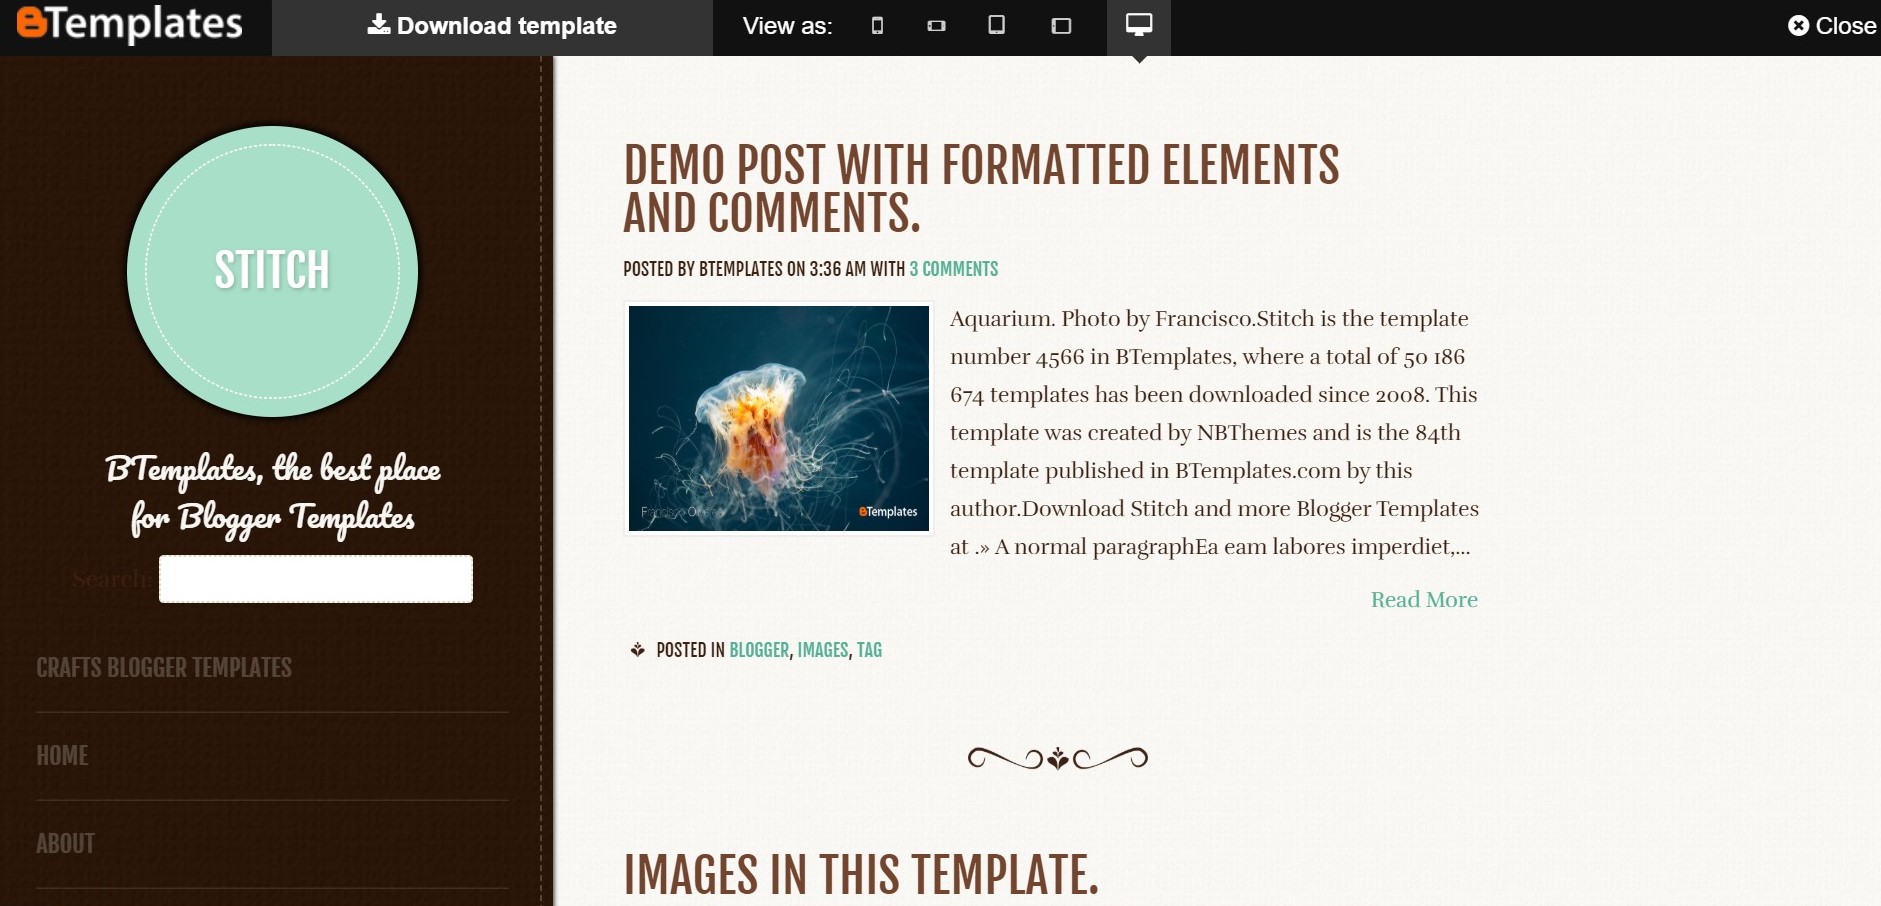 BTemplates
Download template
View as:
Close
STITCH
BTemplates, the best place
for Blogger Templates
Search:
CRAFTS BLOGGER TEMPLATES
HOME
ABOUT
DEMO POST WITH FORMATTED ELEMENTS
AND COMMENTS.
POSTED BY BTEMPLATES ON 3:36 AM WITH 3 COMMENTS
BTemplates
Aquarium. Photo by Francisco.Stitch is the template
number 4566 in BTemplates, where a total of 50 186
674 templates has been downloaded since 2008. This
template was created by NBThemes and is the 84th
template published in BTemplates.com by this
author.Download Stitch and more Blogger Templates
at .» A normal paragraphEa eam labores imperdiet,...
Read More
POSTED IN BLOGGER, IMAGES, TAG
IMAGES IN THIS TEMPLATE.